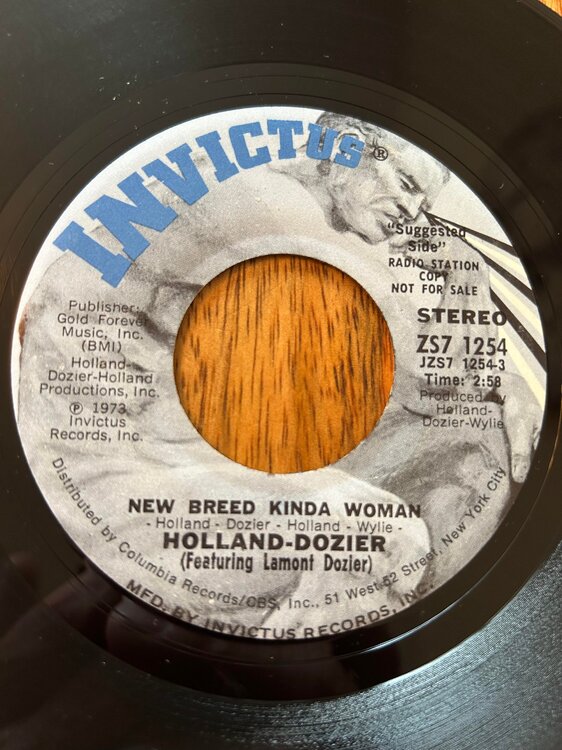 INVICTUS®
"Suggested
Side"
RADIO STATION
COPY
NOT FOR SALE
STEREO
ZS7 1254
JZS7 1254-3
Time: 2:58
Produced by
Holland-
Dozier-Wylie
Publisher:
Gold Forever
Music, Inc.
(BMI)
Holland-
Dozier-Holland
Productions, Inc.
℗ 1973
Invictus
Records, Inc.
NEW BREED KINDA WOMAN
- Holland - Dozier - Holland - Wylie -
HOLLAND-DOZIER
(Featuring Lamont Dozier)
Distributed by Columbia Records/CBS, Inc., 51 West 52 Street, New York City
MFD. BY INVICTUS RECORDS, INC.